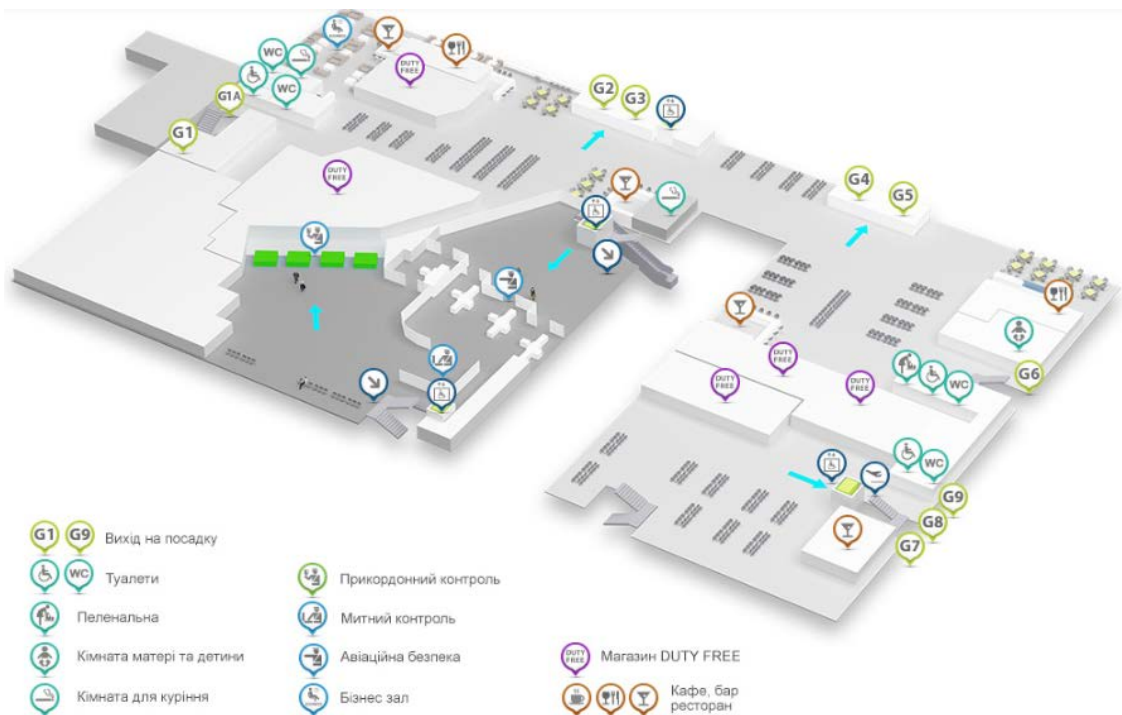 WC
WC
DUTY FREE
G2
G3
G1A
G1
DUTY FREE
G4
G5
DUTY FREE
DUTY FREE
DUTY FREE
WC
G6
WC
G9
G8
G7
G1 G9 Вихід на посадку
WC Туалети
Пеленальна
Кімната матері та дитини
Кімната для куріння
Прикордонний контроль
Митний контроль
Авіаційна безпека
Бізнес зал
DUTY FREE Магазин DUTY FREE
Кафе, бар
ресторан